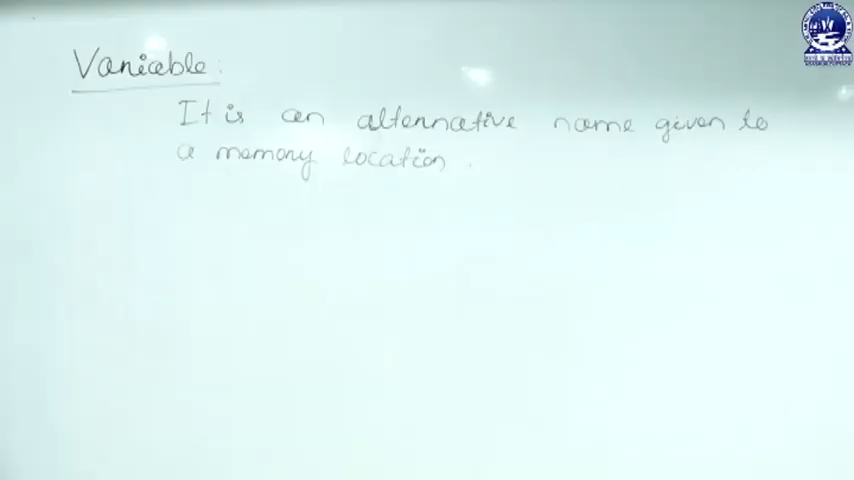 Variable:
It is an alternative name given to
a memory location.